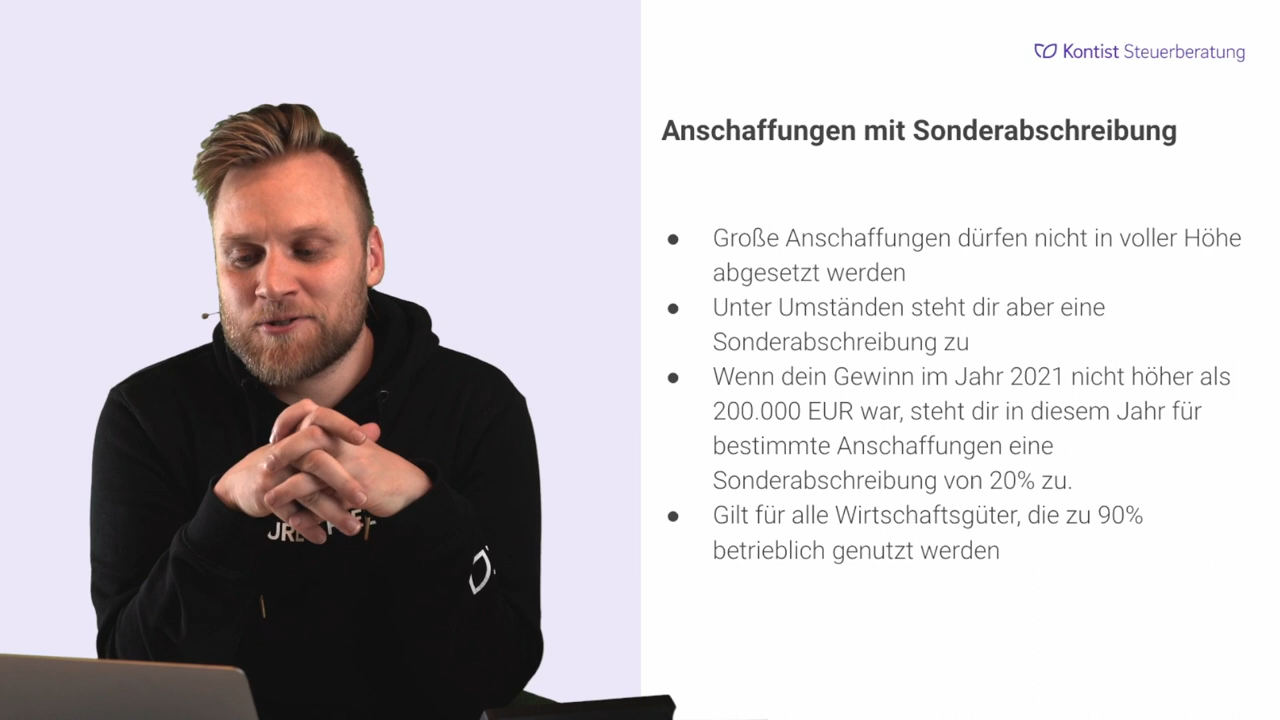 Kontist Steuerberatung
Anschaffungen mit Sonderabschreibung
● Große Anschaffungen dürfen nicht in voller Höhe
abgesetzt werden
● Unter Umständen steht dir aber eine
Sonderabschreibung zu
● Wenn dein Gewinn im Jahr 2021 nicht höher als
200.000 EUR war, steht dir in diesem Jahr für
bestimmte Anschaffungen eine
Sonderabschreibung von 20% zu.
● Gilt für alle Wirtschaftsgüter, die zu 90%
betrieblich genutzt werden